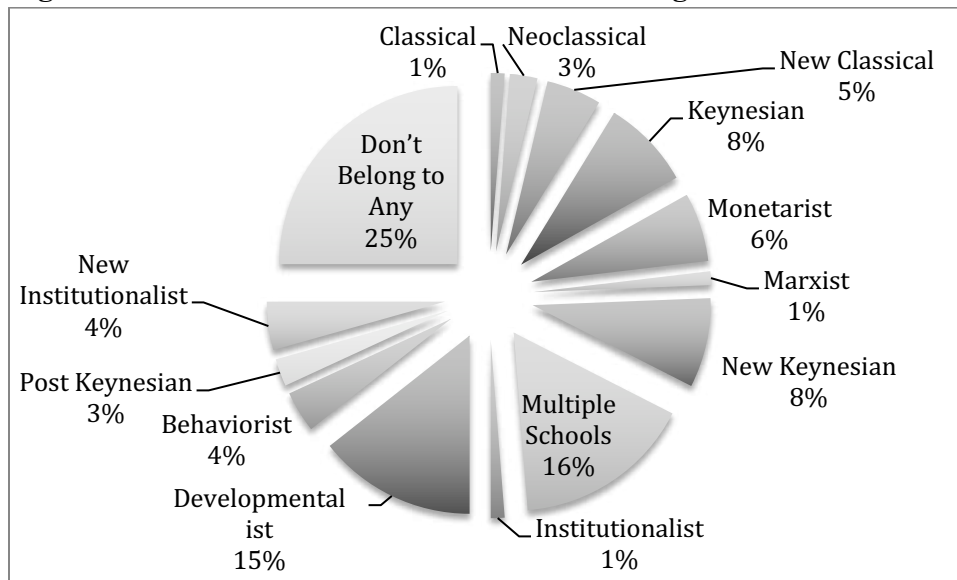 Classical
1%
Neoclassical
3%
New Classical
5%
Keynesian
8%
Monetarist
6%
Marxist
1%
New Keynesian
8%
Multiple
Schools
16%
Institutionalist
1%
Developmental
ist
15%
Behaviorist
4%
Post Keynesian
3%
New
Institutionalist
4%
Don’t
Belong to
Any
25%